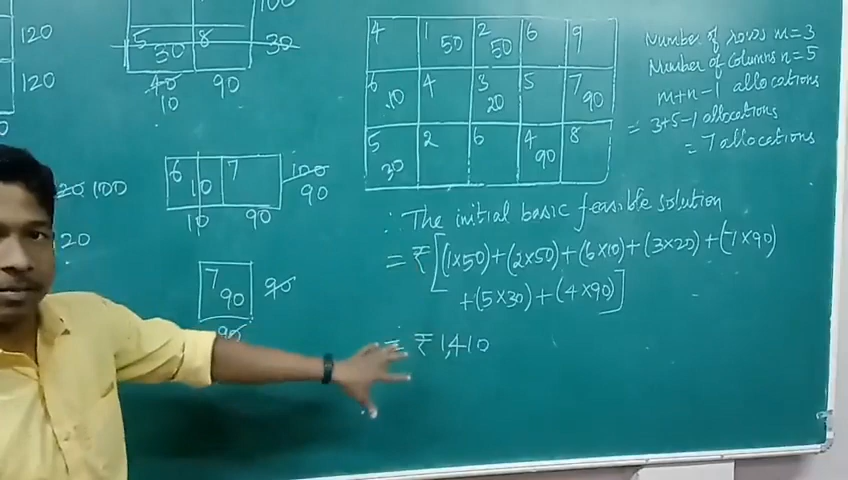 120
120
5 30 8 30
40 90
10
6 10 7 100
90
10 90
20 100
120
7 90 90
90
4 1 50 2 50 6 9
6 10 4 3 20 5 7 90
5 30 2 6 4 90 8
Number of rows m=3
Number of columns n=5
m+n-1 allocations
= 3+5-1 allocations
= 7 allocations
∴ The initial basic feasible solution
= ₹ [(1×50)+(2×50)+(6×10)+(3×20)+(7×90)
+(5×30)+(4×90)]
= ₹ 1,410